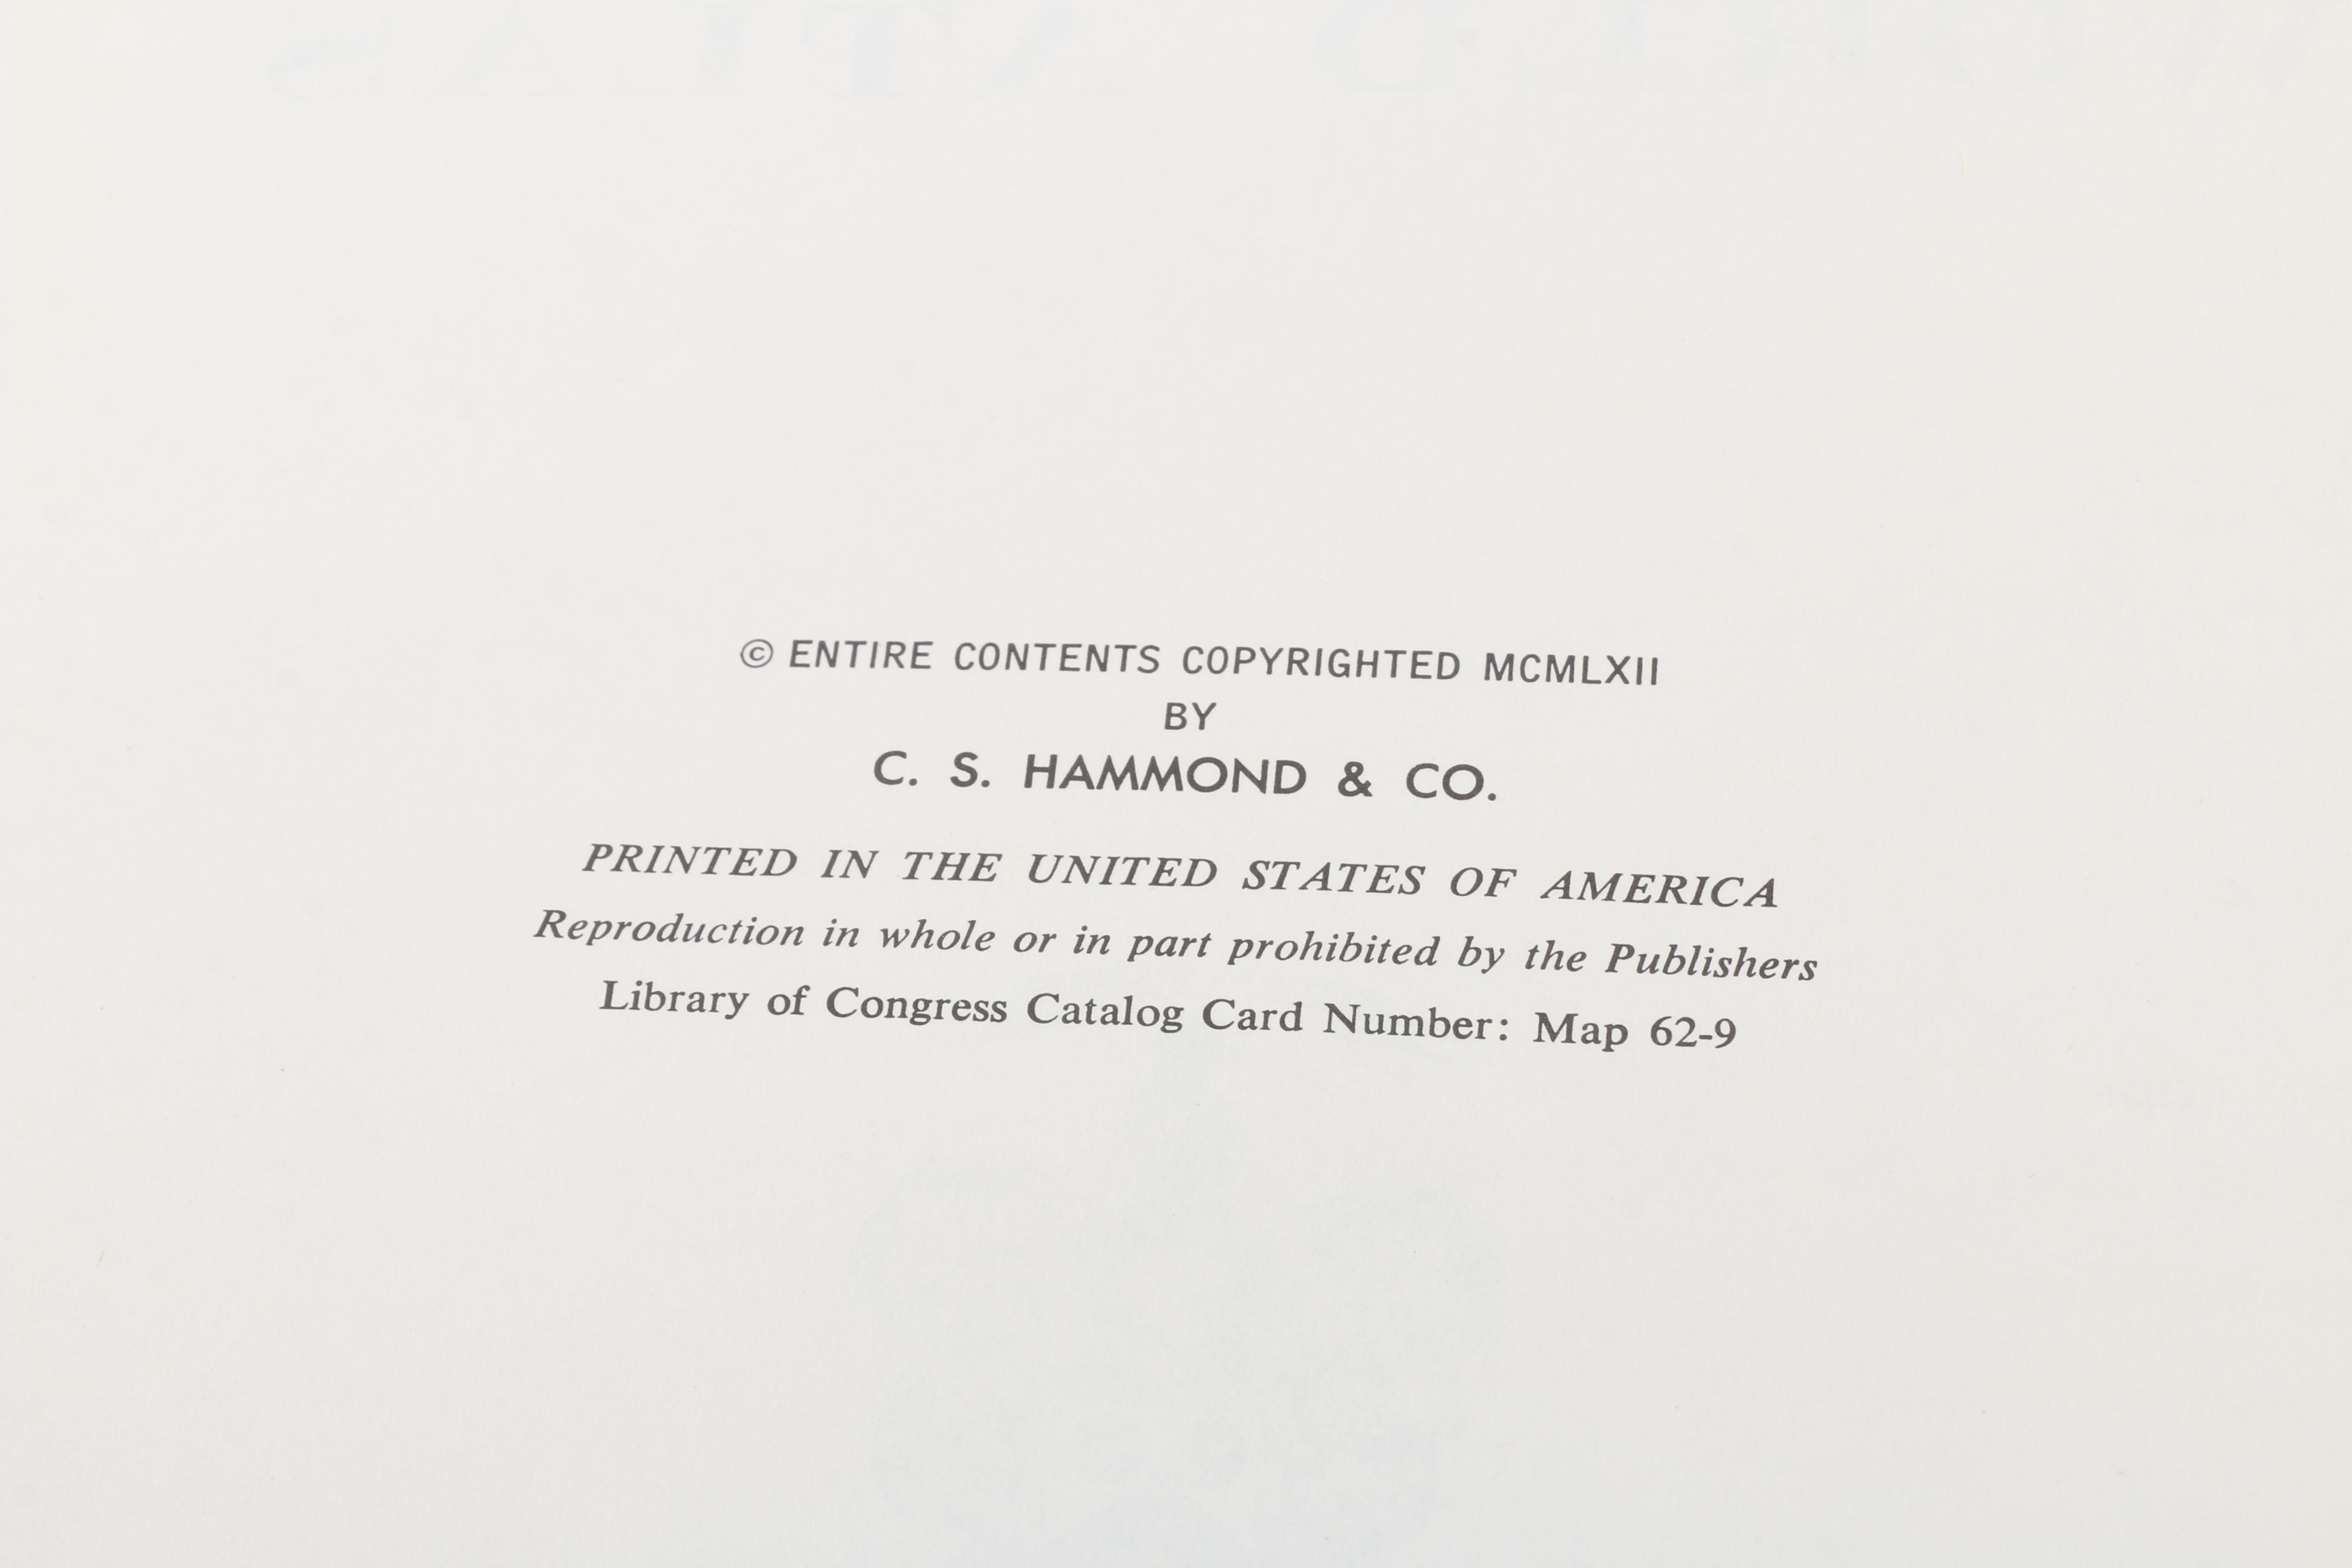 © ENTIRE CONTENTS COPYRIGHTED MCMLXII
BY
C. S. HAMMOND & CO.
PRINTED IN THE UNITED STATES OF AMERICA
Reproduction in whole or in part prohibited by the Publishers
Library of Congress Catalog Card Number: Map 62-9